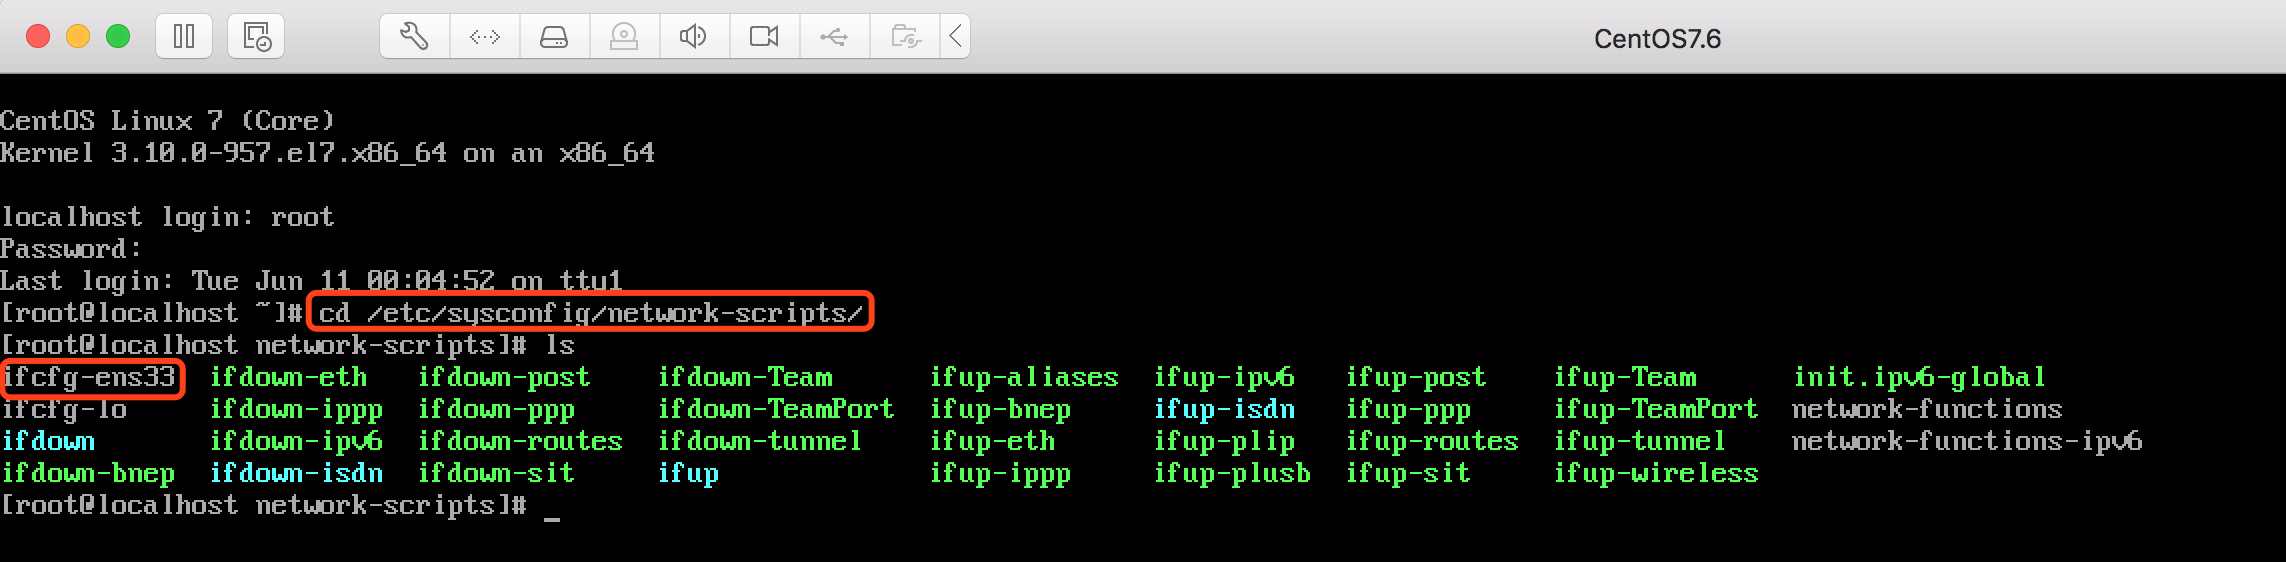 CentOS7.6
CentOS Linux 7 (Core)
Kernel 3.10.0-957.el7.x86_64 on an x86_64
localhost login: root
Password:
Last login: Tue Jun 11 00:04:52 on tty1
[root@localhost ~]# cd /etc/sysconfig/network-scripts/
[root@localhost network-scripts]# ls
ifcfg-ens33 ifdown-eth ifdown-post ifdown-Team ifup-aliases ifup-ipv6 ifup-post ifup-Team init.ipv6-global
ifcfg-lo ifdown-ippp ifdown-ppp ifdown-TeamPort ifup-bnep ifup-isdn ifup-ppp ifup-TeamPort network-functions
ifdown ifdown-ipv6 ifdown-routes ifdown-tunnel ifup-eth ifup-plip ifup-routes ifup-tunnel network-functions-ipv6
ifdown-bnep ifdown-isdn ifdown-sit ifup ifup-ippp ifup-plusb ifup-sit ifup-wireless
[root@localhost network-scripts]# _